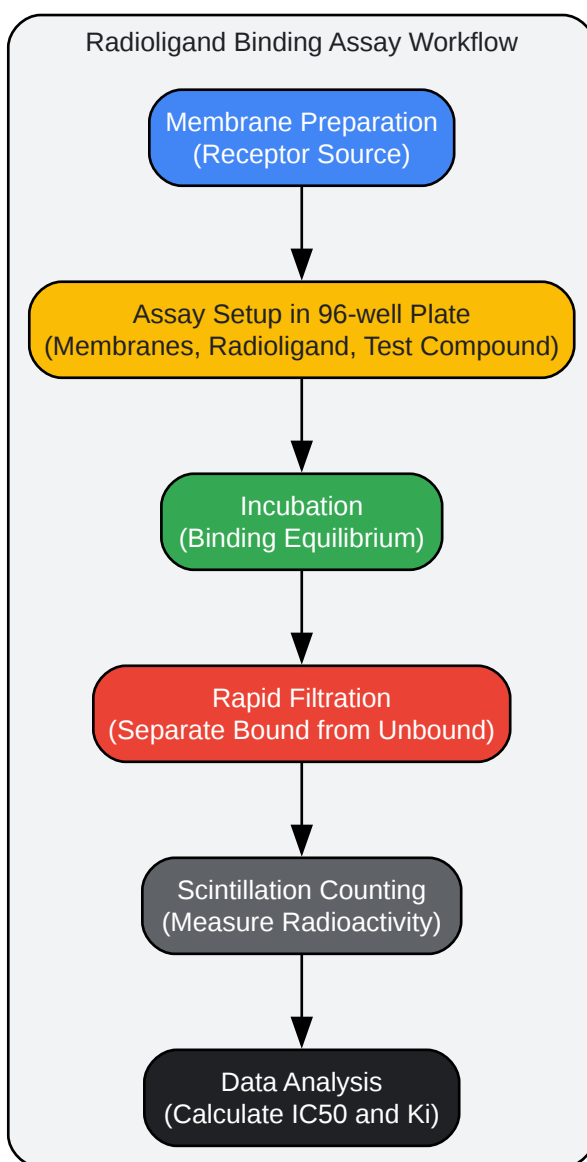 Radioligand Binding Assay Workflow
Membrane Preparation
(Receptor Source)
Assay Setup in 96-well Plate
(Membranes, Radioligand, Test Compound)
Incubation
(Binding Equilibrium)
Rapid Filtration
(Separate Bound from Unbound)
Scintillation Counting
(Measure Radioactivity)
Data Analysis
(Calculate IC50 and Ki)